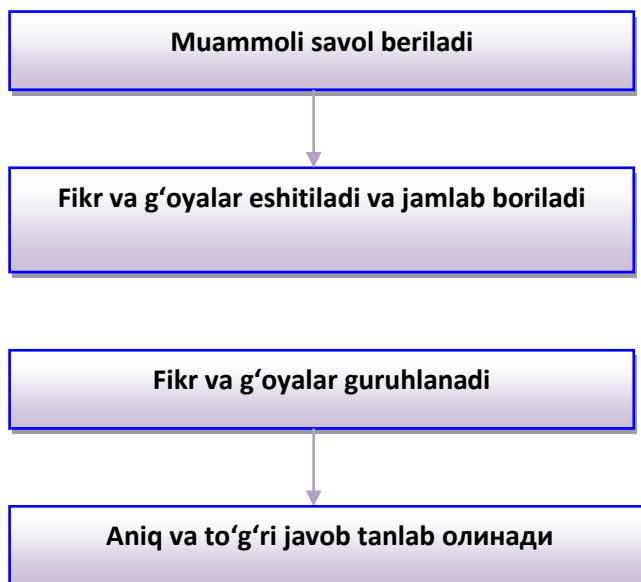 Muammoli savol beriladi
Fikr va g‘oyalar eshitiladi va jamlab boriladi
Fikr va g‘oyalar guruhlanadi
Aniq va to‘g‘ri javob tanlab олинади